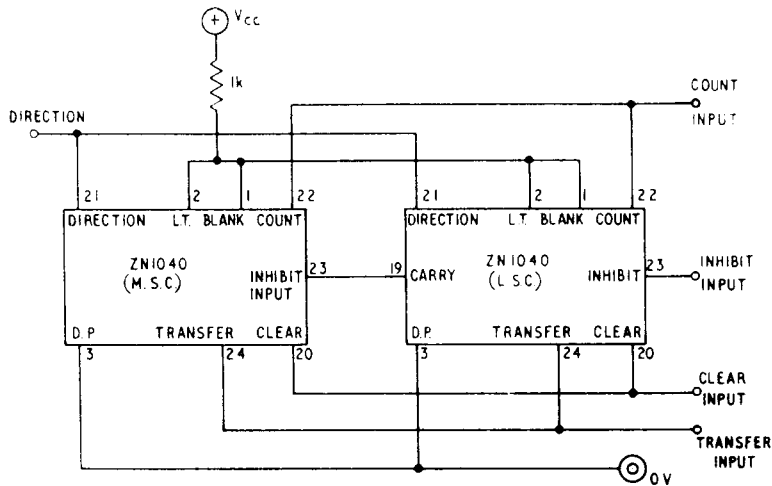 VCC
1k
COUNT
INPUT
DIRECTION
21 2 1 22 21 2 1 22
DIRECTION L.T. BLANK COUNT
DIRECTION L.T. BLANK COUNT
ZN1040
(M.S.C)
INHIBIT
INPUT
23
19
CARRY
ZN1040
(L.S.C)
INHIBIT
23
INHIBIT
INPUT
D.P. TRANSFER CLEAR
D.P. TRANSFER CLEAR
3 24 20 3 24 20
CLEAR
INPUT
TRANSFER
INPUT
0V